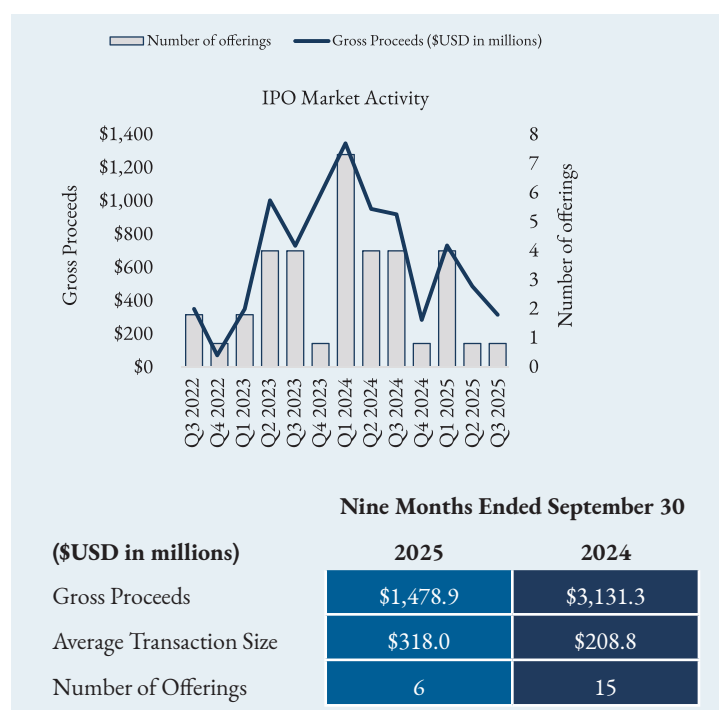 Number of offerings Gross Proceeds ($USD in millions)
IPO Market Activity
Gross Proceeds
$1,400
$1,200
$1,000
$800
$600
$400
$200
$0
8
7
6
5
4
3
2
1
0
Number of offerings
Q3 2022
Q4 2022
Q1 2023
Q2 2023
Q3 2023
Q4 2023
Q1 2024
Q2 2024
Q3 2024
Q4 2024
Q1 2025
Q2 2025
Q3 2025
Nine Months Ended September 30
($USD in millions) 2025 2024
Gross Proceeds $1,478.9 $3,131.3
Average Transaction Size $318.0 $208.8
Number of Offerings 6 15